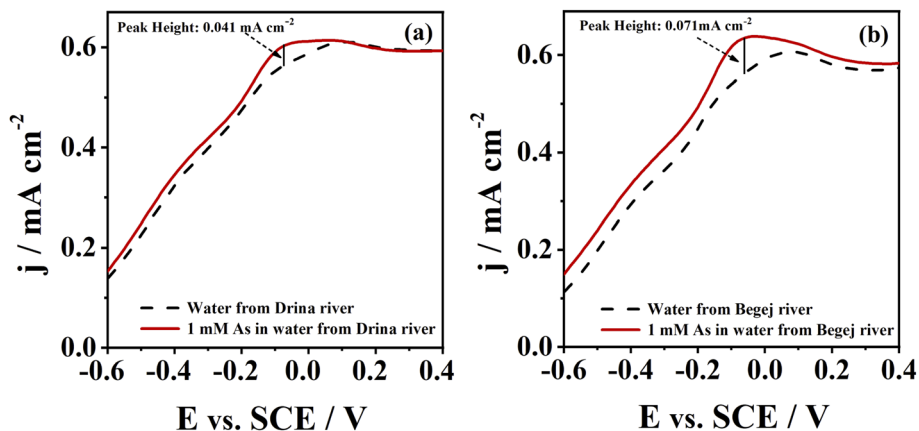 (a)
Peak Height: 0.041 mA cm⁻²
j / mA cm⁻²
0.6
0.4
0.2
0.0
Water from Drina river
1 mM As in water from Drina river
-0.6 -0.4 -0.2 0.0 0.2 0.4
E vs. SCE / V
(b)
Peak Height: 0.071mA cm⁻²
j / mA cm⁻²
0.6
0.4
0.2
0.0
Water from Begej river
1 mM As in water from Begej river
-0.6 -0.4 -0.2 0.0 0.2 0.4
E vs. SCE / V